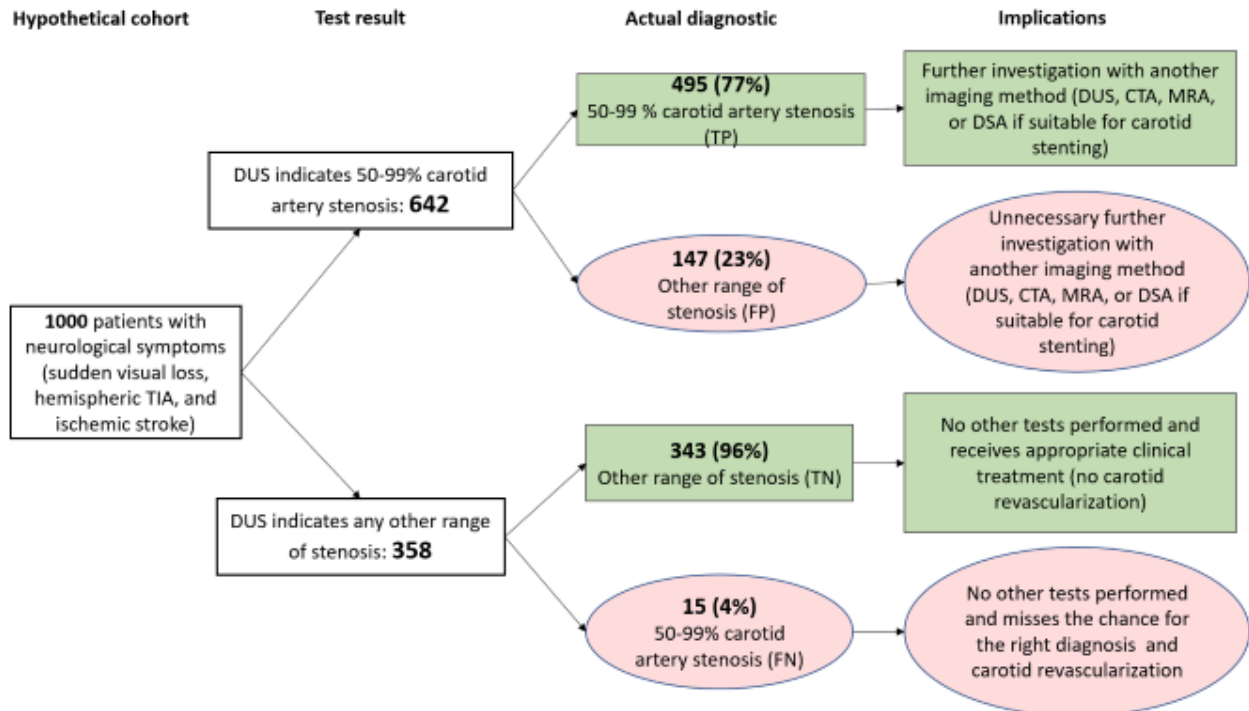 Hypothetical cohort
Test result
Actual diagnostic
Implications
1000 patients with
neurological symptoms
(sudden visual loss,
hemispheric TIA, and
ischemic stroke)
DUS indicates 50-99% carotid
artery stenosis: 642
495 (77%)
50-99 % carotid artery stenosis
(TP)
Further investigation with another
imaging method (DUS, CTA, MRA,
or DSA if suitable for carotid
stenting)
147 (23%)
Other range of
stenosis (FP)
Unnecessary further
investigation with
another imaging method
(DUS, CTA, MRA, or DSA if
suitable for carotid
stenting)
DUS indicates any other range
of stenosis: 358
343 (96%)
Other range of stenosis (TN)
No other tests performed and
receives appropriate clinical
treatment (no carotid
revascularization)
15 (4%)
50-99% carotid
artery stenosis (FN)
No other tests performed
and misses the chance for
the right diagnosis and
carotid revascularization